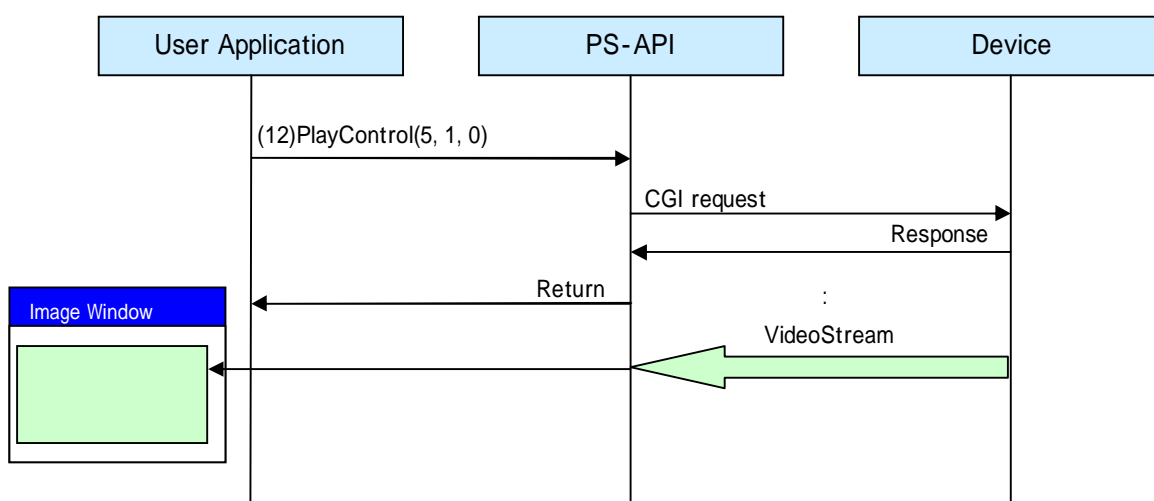 User Application
PS-API
Device
(12)PlayControl(5, 1, 0)
CGI request
Response
Return
:
Image Window
VideoStream